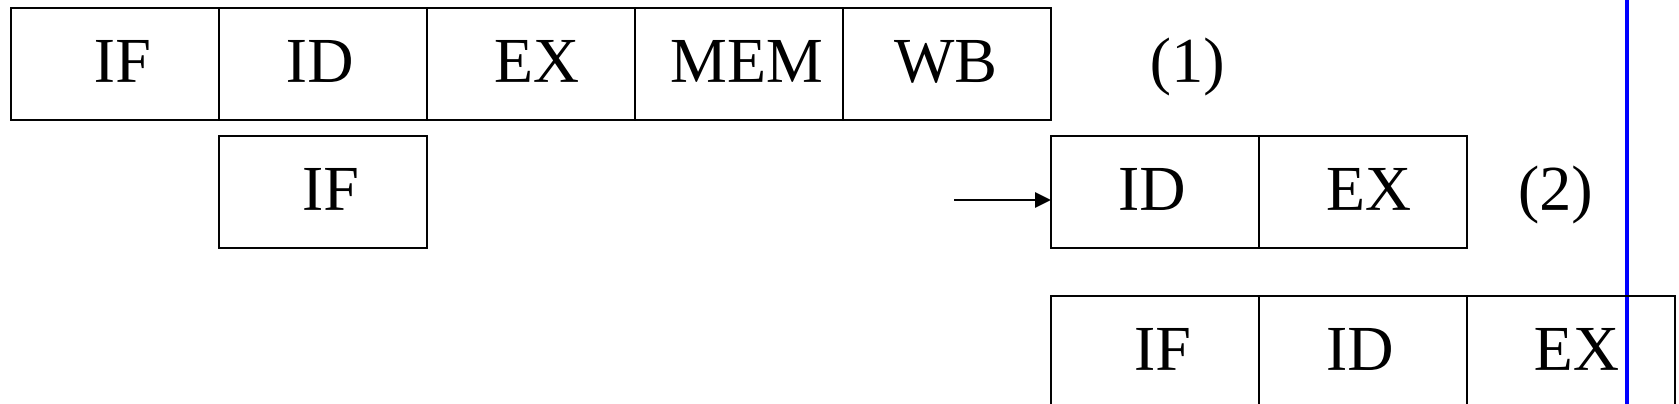 IF ID EX MEM WB (1)
IF ID EX (2)
IF ID EX